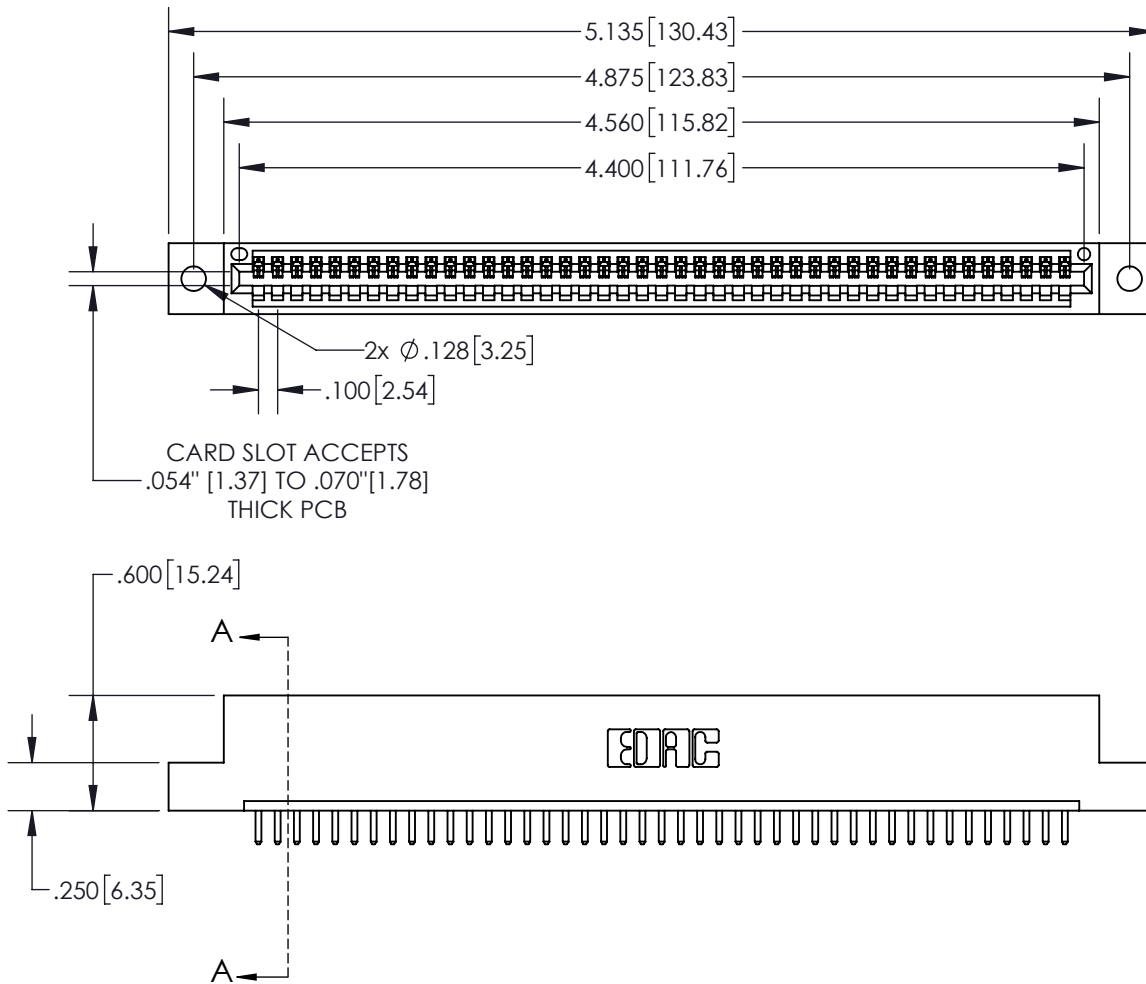 5.135[130.43]
4.875[123.83]
4.560[115.82]
4.400[111.76]
2x Ø.128[3.25]
.100[2.54]
CARD SLOT ACCEPTS
.054" [1.37] TO .070"[1.78]
THICK PCB
.600[15.24]
A
EDAC
.250[6.35]
A